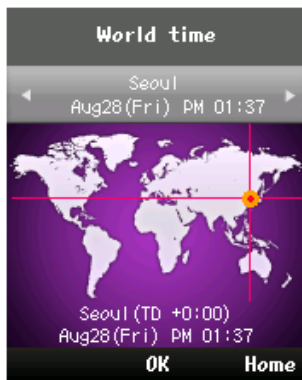 World time
Seoul
Aug28(Fri) PM 01:37
Seoul(TD +0:00)
Aug28(Fri) PM 01:37
OK Home